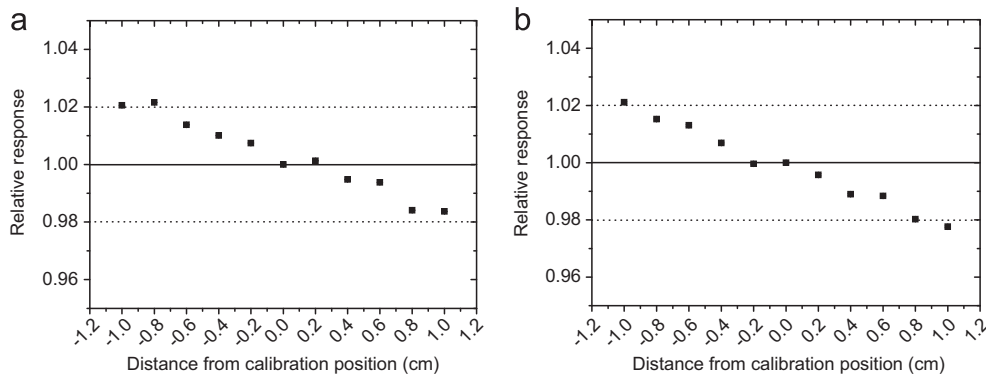 a
1.04
1.02
1.00
0.98
0.96
Relative response
-1.2 -1.0 -0.8 -0.6 -0.4 -0.2 0.0 0.2 0.4 0.6 0.8 1.0 1.2
Distance from calibration position (cm)
b
1.04
1.02
1.00
0.98
0.96
Relative response
-1.2 -1.0 -0.8 -0.6 -0.4 -0.2 0.0 0.2 0.4 0.6 0.8 1.0 1.2
Distance from calibration position (cm)